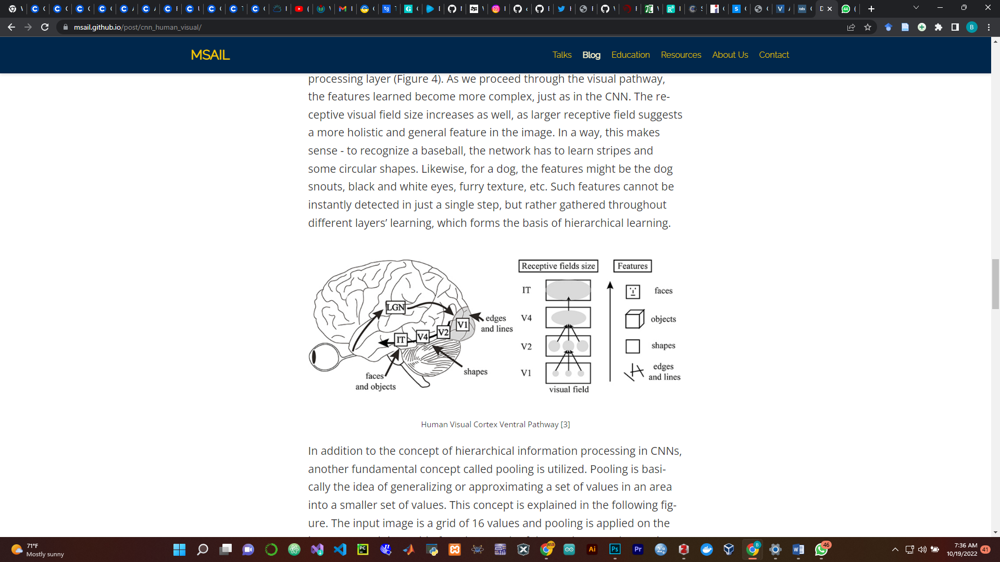 msail.github.io/post/cnn_human_visual/
MSAIL
Talks Blog Education Resources About Us Contact
processing layer (Figure 4). As we proceed through the visual pathway,
the features learned become more complex, just as in the CNN. The re-
ceptive visual field size increases as well, as larger receptive field suggests
a more holistic and general feature in the image. In a way, this makes
sense - to recognize a baseball, the network has to learn stripes and
some circular shapes. Likewise, for a dog, the features might be the dog
snouts, black and white eyes, furry texture, etc. Such features cannot be
instantly detected in just a single step, but rather gathered throughout
different layers’ learning, which forms the basis of hierarchical learning.
LGN
V1
V2
V4
IT
edges
and lines
shapes
faces
and objects
Receptive fields size
Features
IT
faces
V4
objects
V2
shapes
V1
edges
and lines
visual field
Human Visual Cortex Ventral Pathway [3]
In addition to the concept of hierarchical information processing in CNNs,
another fundamental concept called pooling is utilized. Pooling is basi-
cally the idea of generalizing or approximating a set of values in an area
into a smaller set of values. This concept is explained in the following fig-
ure. The input image is a grid of 16 values and pooling is applied on the
71°F
Mostly sunny
46
7:36 AM
10/19/2022
41